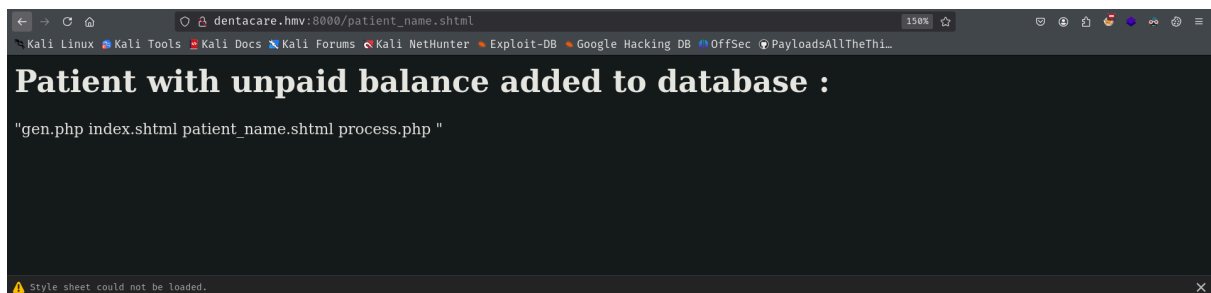 dentacare.hmv:8000/patient_name.shtml 150%
Kali Linux Kali Tools Kali Docs Kali Forums Kali NetHunter Exploit-DB Google Hacking DB OffSec PayloadsAllTheThi…
Patient with unpaid balance added to database :
"gen.php index.shtml patient_name.shtml process.php "
Style sheet could not be loaded.